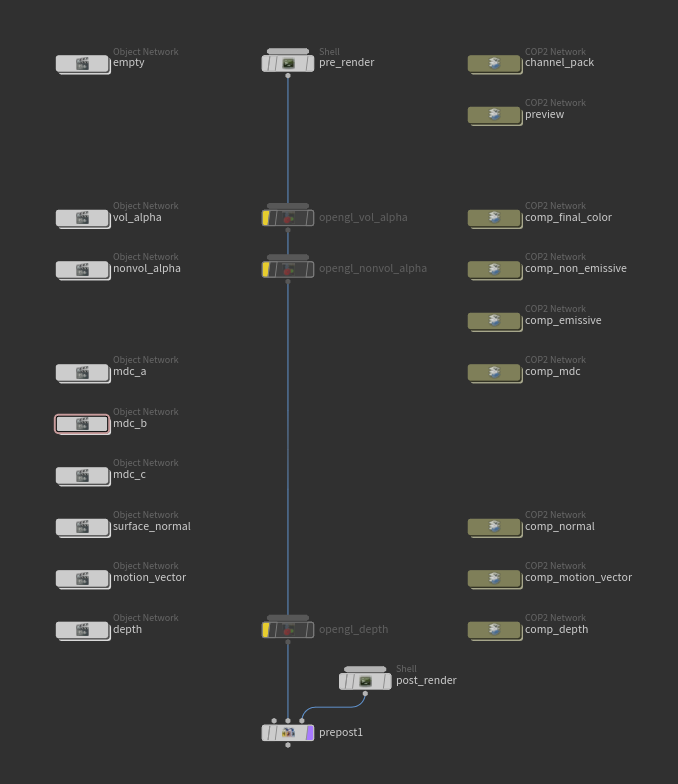 Object Network
empty
Shell
pre_render
COP2 Network
channel_pack
COP2 Network
preview
Object Network
vol_alpha
opengl_vol_alpha
COP2 Network
comp_final_color
Object Network
nonvol_alpha
opengl_nonvol_alpha
COP2 Network
comp_non_emissive
COP2 Network
comp_emissive
Object Network
mdc_a
COP2 Network
comp_mdc
Object Network
mdc_b
Object Network
mdc_c
Object Network
surface_normal
COP2 Network
comp_normal
Object Network
motion_vector
COP2 Network
comp_motion_vector
Object Network
depth
opengl_depth
COP2 Network
comp_depth
Shell
post_render
prepost1